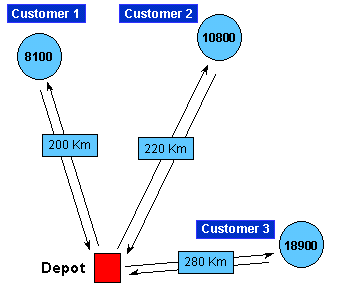 Customer 1
Customer 2
8100
10800
200 Km
220 Km
Customer 3
18900
280 Km
Depot